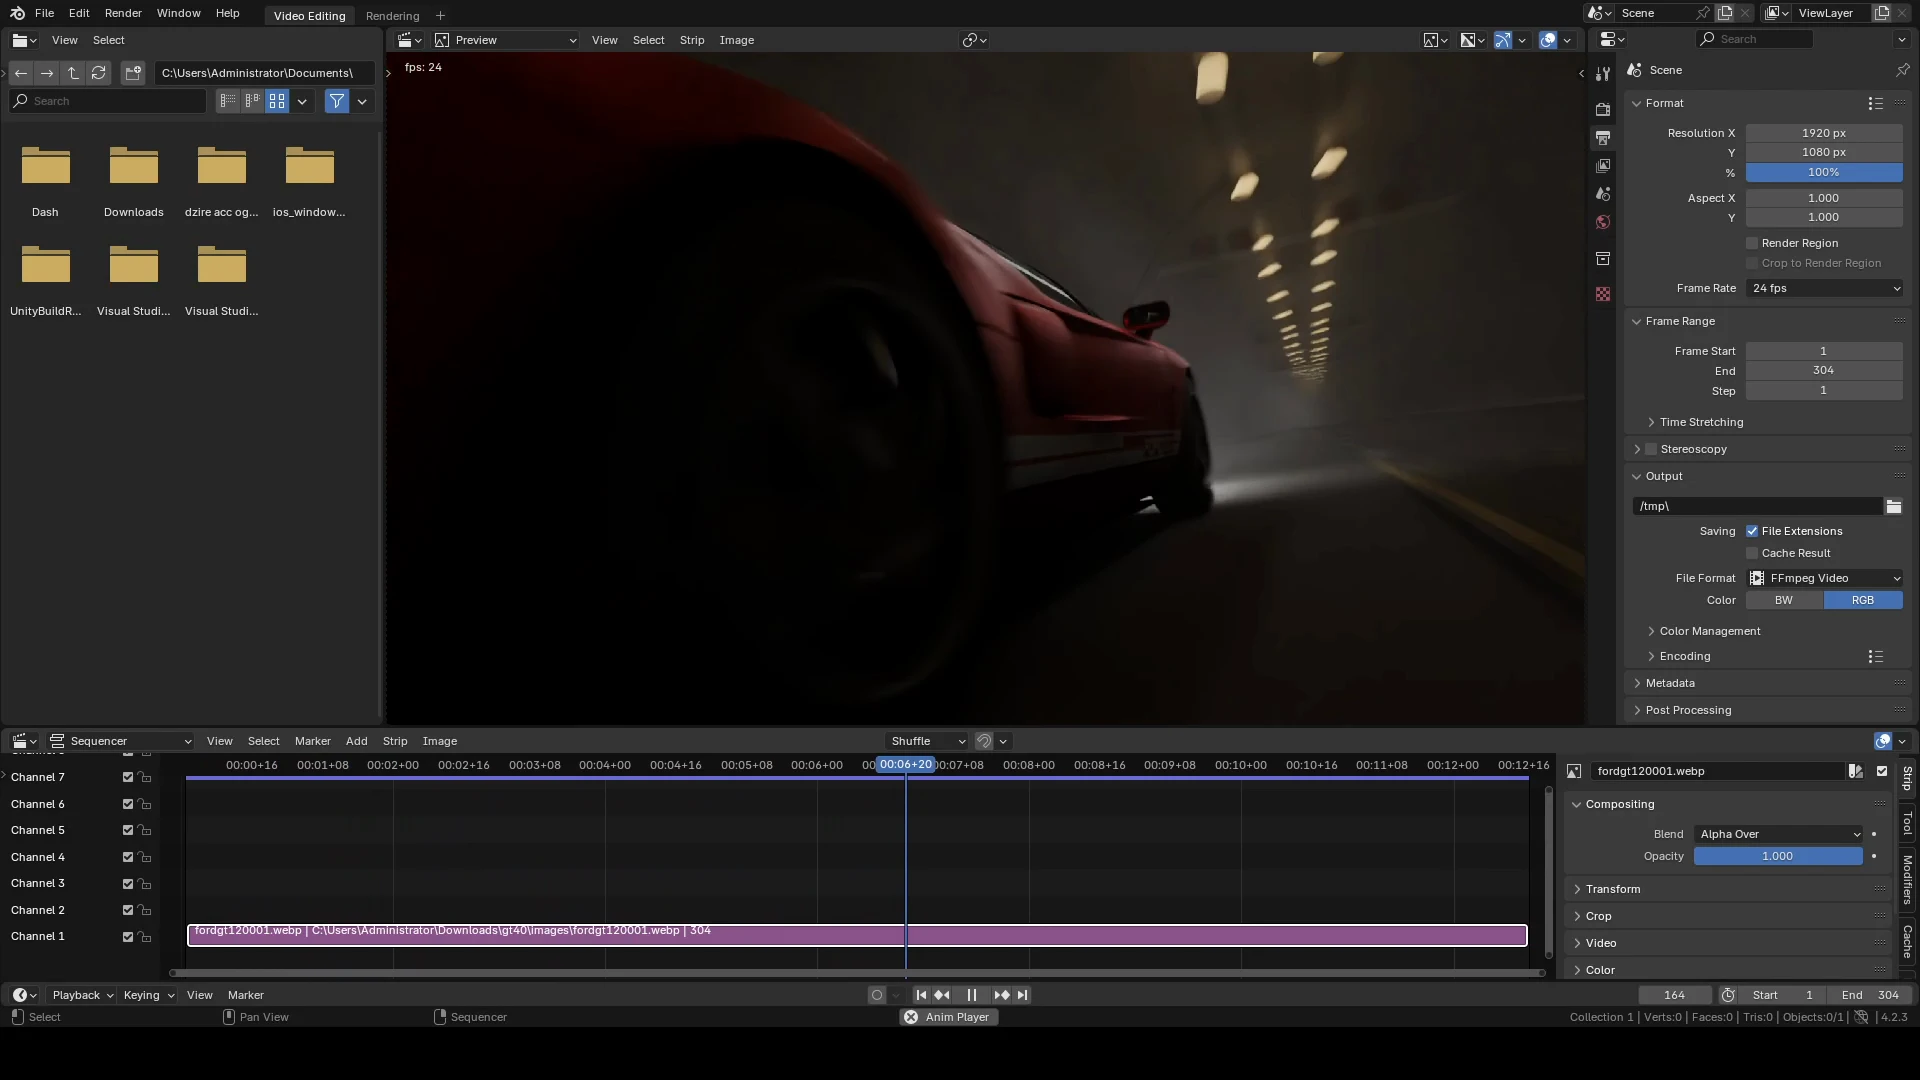 File Edit Render Window Help Video Editing Rendering + Scene ViewLayer
View Select Preview View Select Strip Image Search
C:\Users\Administrator\Documents\ fps: 24 Scene
Search
Format
Resolution X 1920 px
Y 1080 px
% 100%
Aspect X 1.000
Y 1.000
Render Region
Crop to Render Region
Frame Rate 24 fps
Dash Downloads dzire acc og... ios_window...
UnityBuildR... Visual Studi... Visual Studi...
Frame Range
Frame Start 1
End 304
Step 1
Time Stretching
Stereoscopy
Output
/tmp\
Saving File Extensions
Cache Result
File Format FFmpeg Video
Color BW RGB
Color Management
Encoding
Metadata
Post Processing
Sequencer View Select Marker Add Strip Image Shuffle
00:00+16 00:01+08 00:02+00 00:02+16 00:03+08 00:04+00 00:04+16 00:05+08 00:06+00 00:06+20 00:07+08 00:08+00 00:08+16 00:09+08 00:10+00 00:10+16 00:11+08 00:12+00 00:12+16
Channel 7
Channel 6
Channel 5
Channel 4
Channel 3
Channel 2
Channel 1
fordgt120001.webp | C:\Users\Administrator\Downloads\gt40\images\fordgt120001.webp | 304
fordgt120001.webp
Compositing
Blend Alpha Over
Opacity 1.000
Transform
Crop
Video
Color
Strip
Tool
Modifiers
Cache
Playback Keying View Marker 164 Start 1 End 304
Select Pan View Sequencer Anim Player Collection 1 | Verts:0 | Faces:0 | Tris:0 | Objects:0/1 | 4.2.3